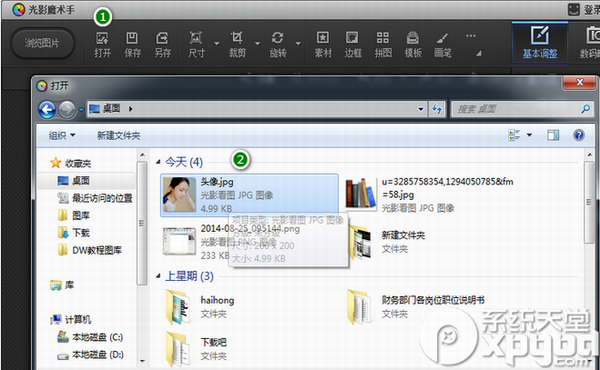 光影魔术手
登录
1
浏览图片
打开
保存
另存
尺寸
裁剪
旋转
素材
边框
拼图
模板
画笔
...
基本调整
数码
打开
桌面
搜索 桌面
组织
新建文件夹
收藏夹
桌面
最近访问的位置
图库
下载
DW教程图库
库
计算机
本地磁盘 (C:)
本地磁盘 (D:)
今天 (4)
2
头像.jpg
光影看图 JPG 图像
4.99 KB
u=3285758354,1294050785&fm
=58.jpg
光影看图 JPG 图像
项目类型: 光影看图 JPG 图像
大小: 4.99 KB
2014-08-25_095144.png
光影看图 PNG 图像
233 KB
新建文件夹
文件夹
上星期 (3)
haihong
文件夹
财务部门各岗位职位说明书
文件夹
下载吧
文件夹
系统天堂